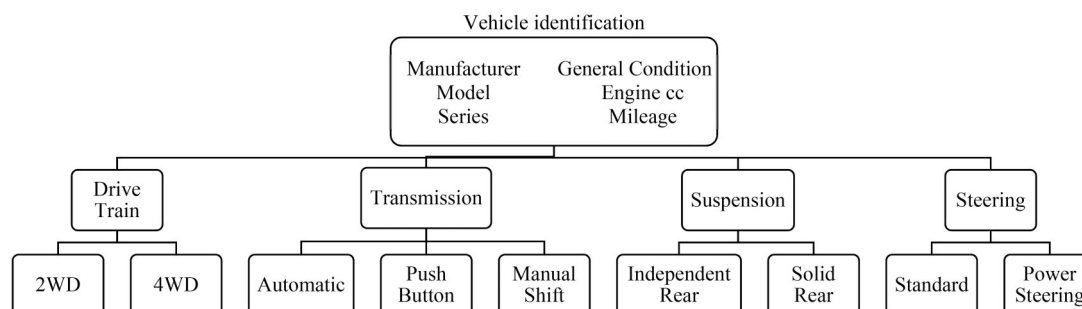 Vehicle identification
Manufacturer
Model
Series
General Condition
Engine cc
Mileage
Drive
Train
Transmission
Suspension
Steering
2WD
4WD
Automatic
Push
Button
Manual
Shift
Independent
Rear
Solid
Rear
Standard
Power
Steering